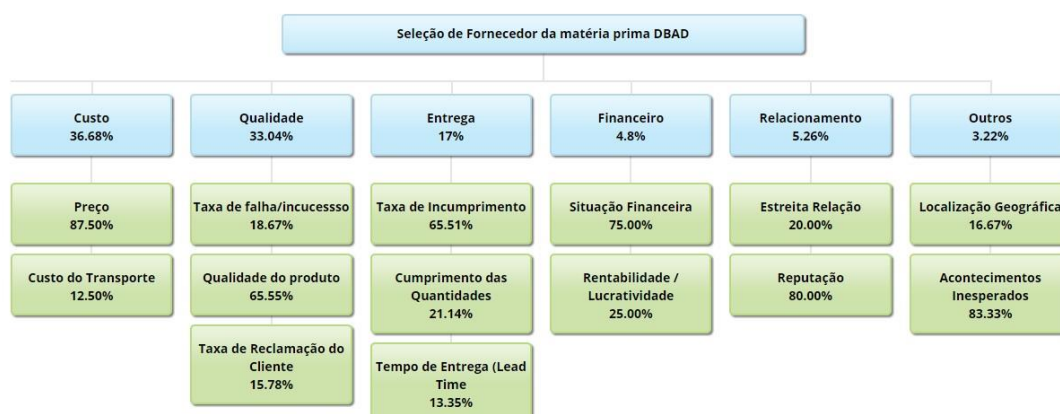 Seleção de Fornecedor da matéria prima DBAD
Custo
36.68%
Qualidade
33.04%
Entrega
17%
Financeiro
4.8%
Relacionamento
5.26%
Outros
3.22%
Preço
87.50%
Taxa de falha/incucessso
18.67%
Taxa de Incumprimento
65.51%
Situação Financeira
75.00%
Estreita Relação
20.00%
Localização Geográfica
16.67%
Custo do Transporte
12.50%
Qualidade do produto
65.55%
Cumprimento das
Quantidades
21.14%
Rentabilidade /
Lucratividade
25.00%
Reputação
80.00%
Acontecimentos
Inesperados
83.33%
Taxa de Reclamação do
Cliente
15.78%
Tempo de Entrega (Lead
Time
13.35%